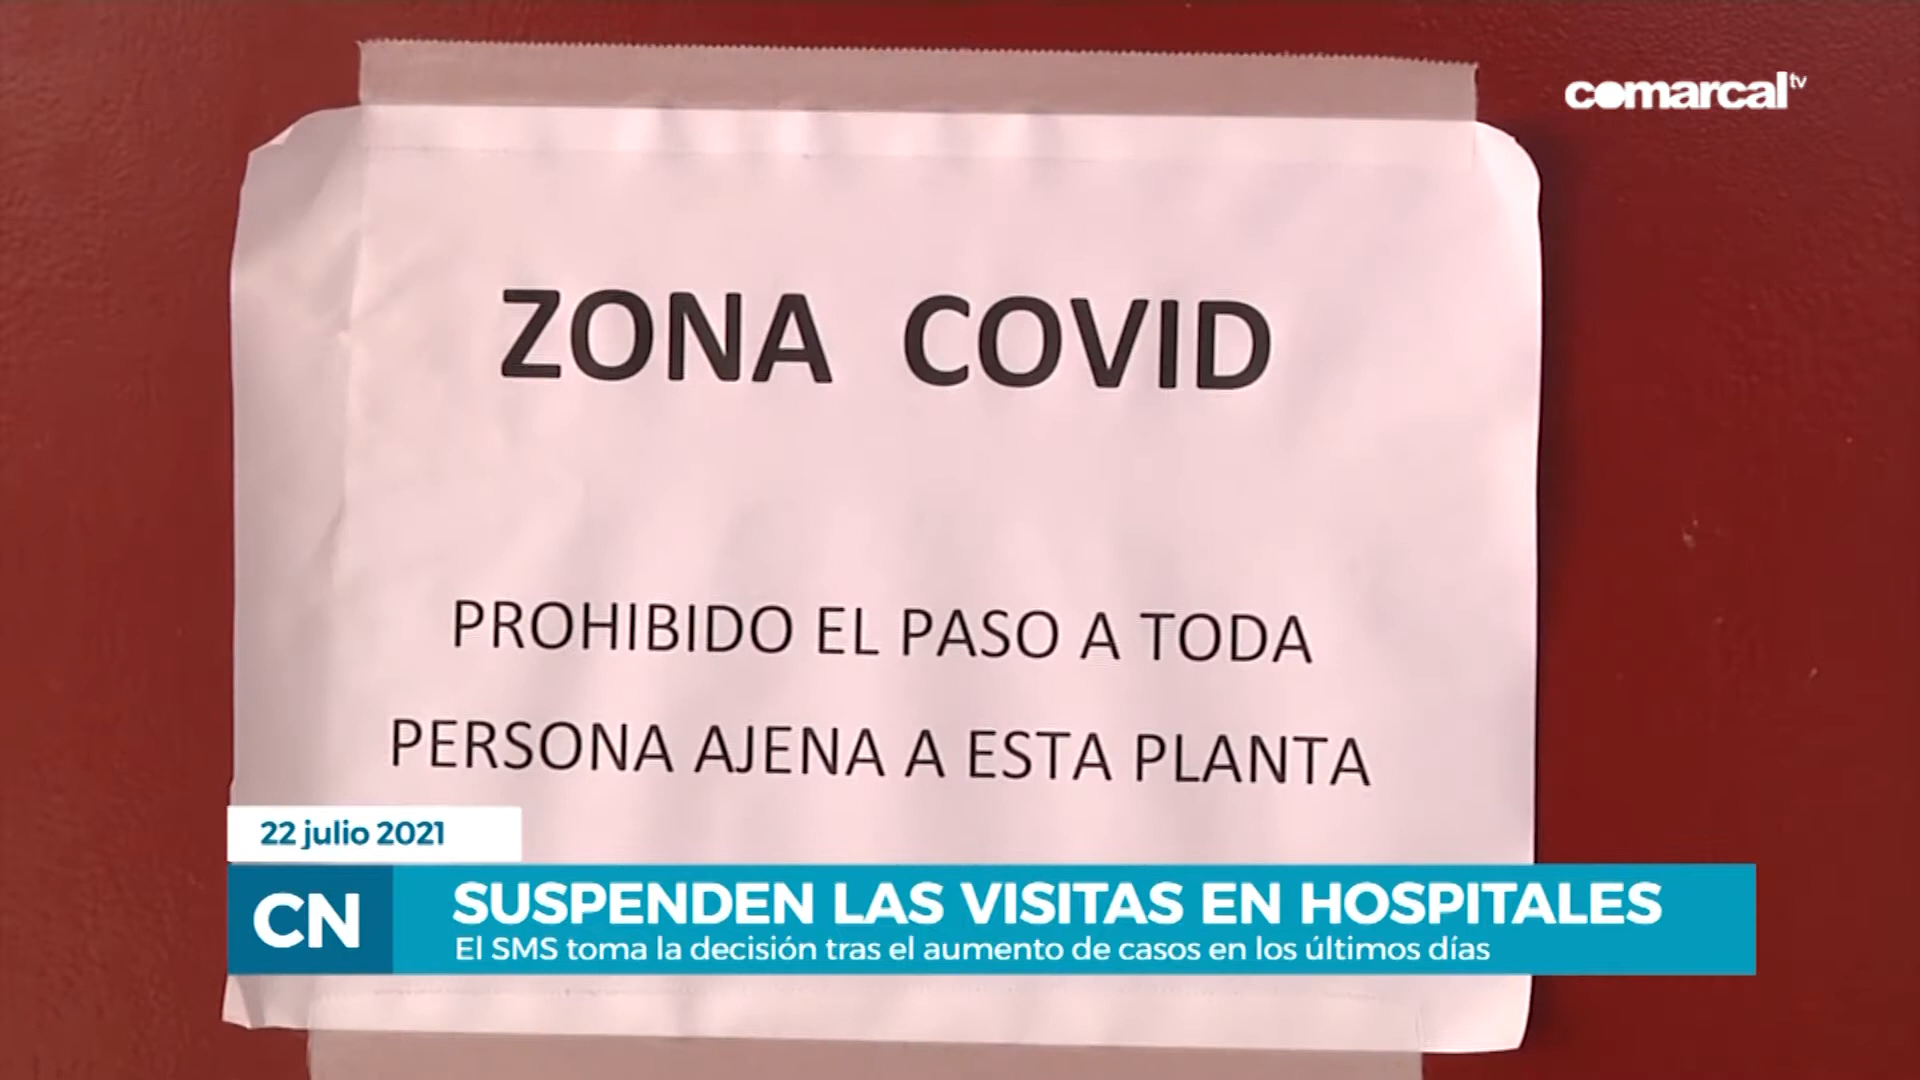 comarcal tv
ZONA COVID
PROHIBIDO EL PASO A TODA
PERSONA AJENA A ESTA PLANTA
22 julio 2021
CN
SUSPENDEN LAS VISITAS EN HOSPITALES
El SMS toma la decisión tras el aumento de casos en los últimos días